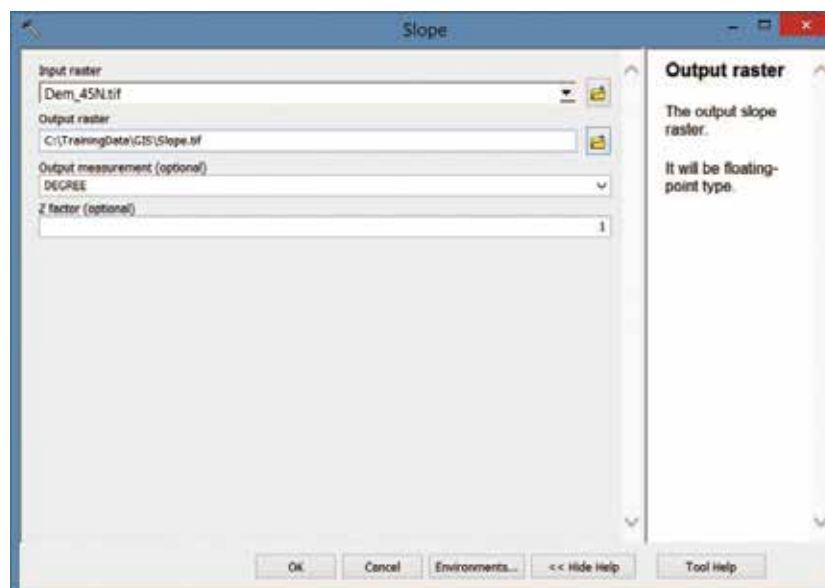 Slope
Input raster
Dem_45N.tif
Output raster
C:\TrainingData\GIS\Slope.tif
Output measurement (optional)
DEGREE
Z factor (optional)
1
OK
Cancel
Environments...
<< Hide Help
Output raster
The output slope
raster.
It will be floating-
point type.
Tool Help